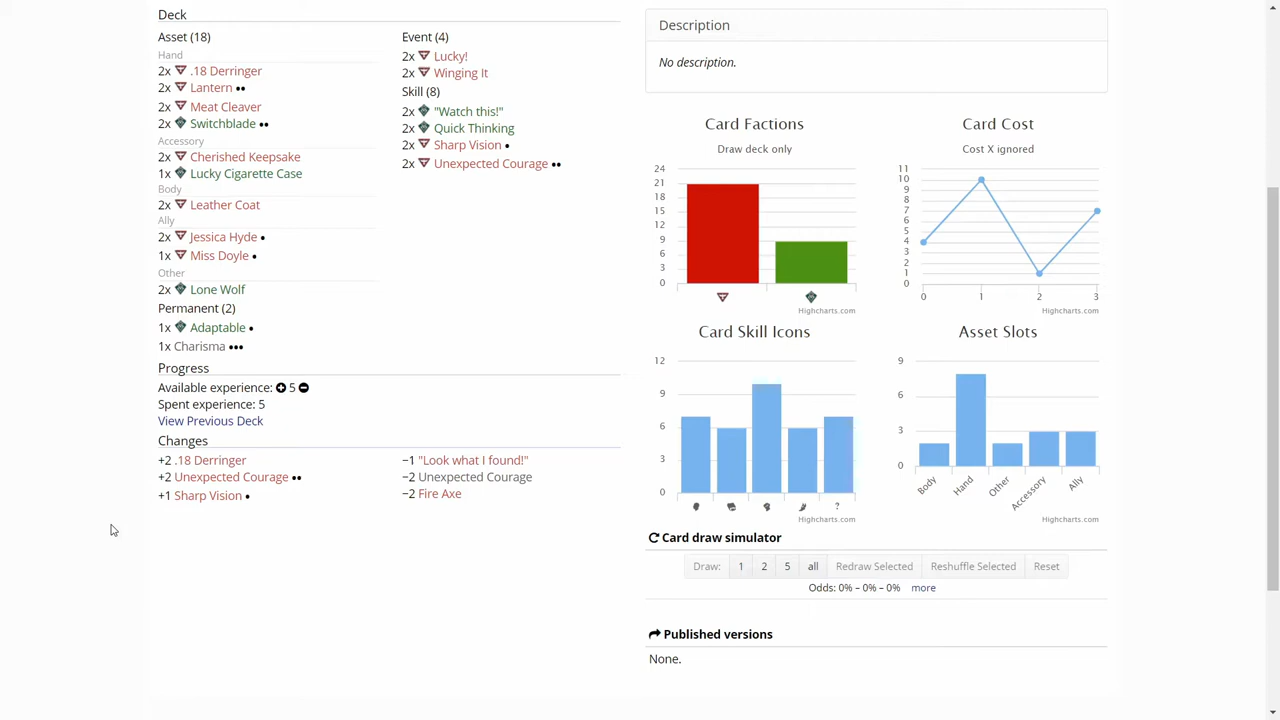 Deck
Asset (18)
Hand
2x .18 Derringer
2x Lantern ••
2x Meat Cleaver
2x Switchblade ••
Accessory
2x Cherished Keepsake
1x Lucky Cigarette Case
Body
2x Leather Coat
Ally
2x Jessica Hyde •
1x Miss Doyle •
Other
2x Lone Wolf
Permanent (2)
1x Adaptable •
1x Charisma •••
Event (4)
2x Lucky!
2x Winging It
Skill (8)
2x "Watch this!"
2x Quick Thinking
2x Sharp Vision •
2x Unexpected Courage ••
Progress
Available experience: 5
Spent experience: 5
View Previous Deck
Changes
+2 .18 Derringer
+2 Unexpected Courage ••
+1 Sharp Vision •
−1 "Look what I found!"
−2 Unexpected Courage
−2 Fire Axe
Description
No description.
Card Factions
Draw deck only
24
21
18
15
12
9
6
3
0
Highcharts.com
Card Cost
Cost X ignored
11
10
9
8
7
6
5
4
3
2
1
0
0 1 2 3
Highcharts.com
Card Skill Icons
12
9
6
3
0
?
Highcharts.com
Asset Slots
9
6
3
0
Body Hand Other Accessory Ally
Highcharts.com
Card draw simulator
Draw: 1 2 5 all Redraw Selected Reshuffle Selected Reset
Odds: 0% – 0% – 0% more
Published versions
None.